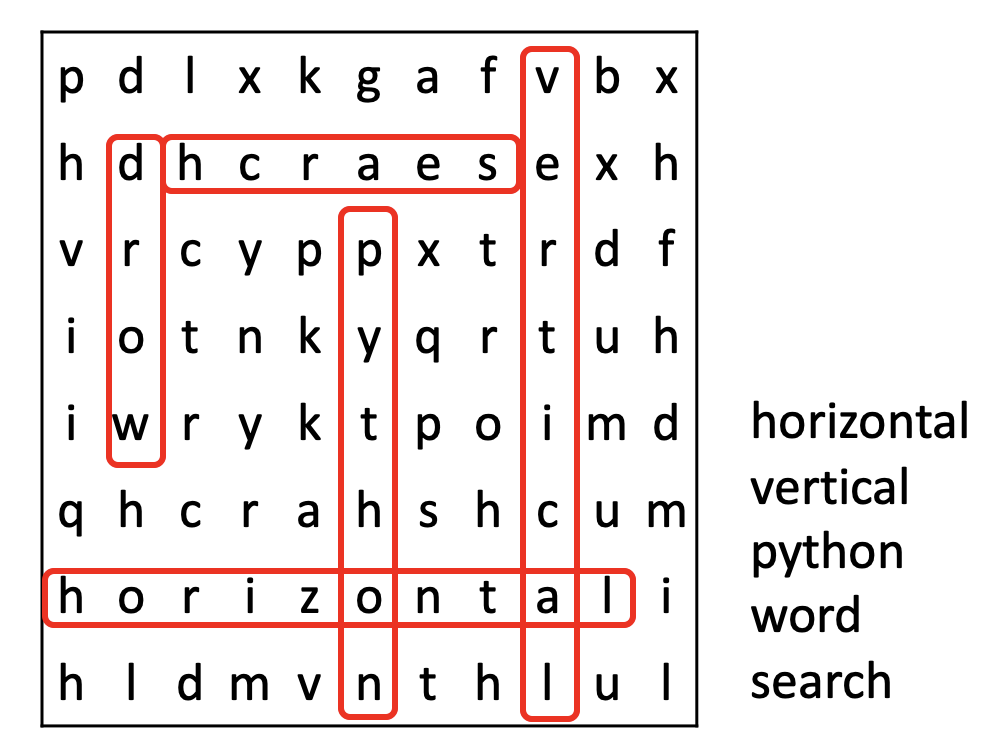 p d l x k g a f v b x
h d h c r a e s e x h
v r c y p p x t r d f
i o t n k y q r t u h
i w r y k t p o i m d
q h c r a h s h c u m
h o r i z o n t a l i
h l d m v n t h l u l
horizontal
vertical
python
word
search